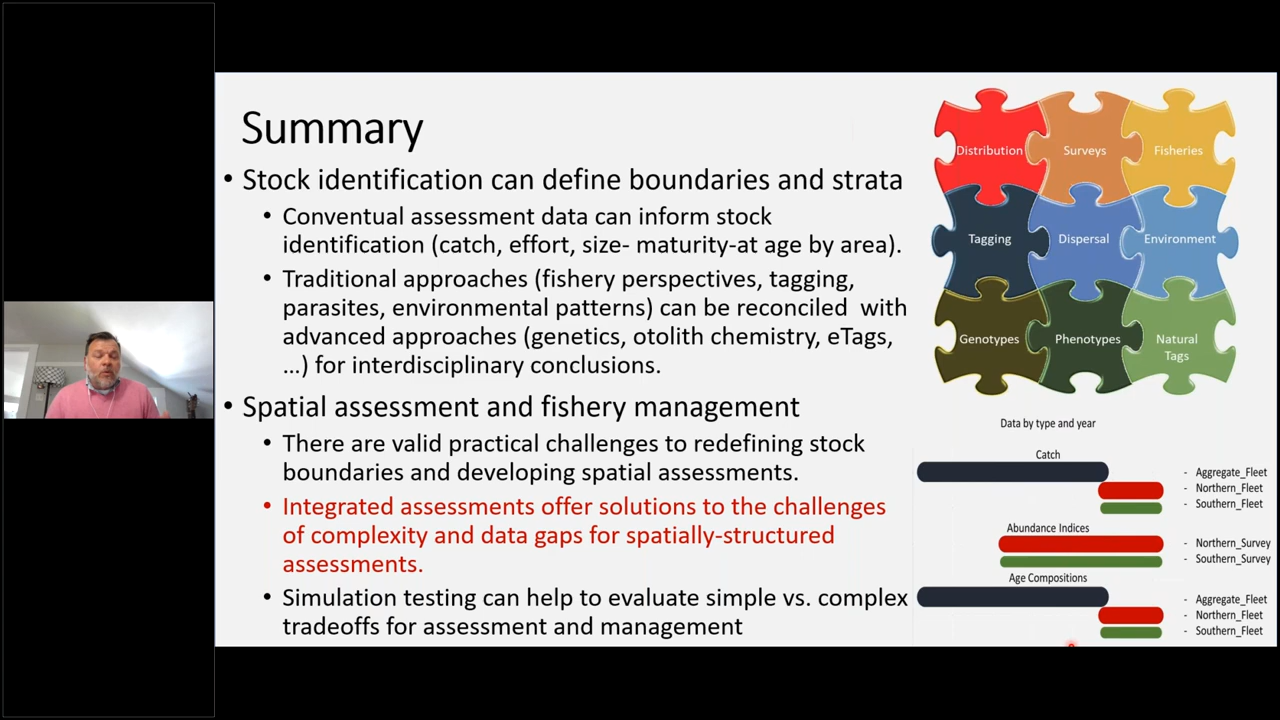 Summary
• Stock identification can define boundaries and strata
• Conventual assessment data can inform stock
identification (catch, effort, size- maturity-at age by area).
• Traditional approaches (fishery perspectives, tagging,
parasites, environmental patterns) can be reconciled with
advanced approaches (genetics, otolith chemistry, eTags,
...) for interdisciplinary conclusions.
• Spatial assessment and fishery management
• There are valid practical challenges to redefining stock
boundaries and developing spatial assessments.
• Integrated assessments offer solutions to the challenges
of complexity and data gaps for spatially-structured
assessments.
• Simulation testing can help to evaluate simple vs. complex
tradeoffs for assessment and management
Distribution
Surveys
Fisheries
Tagging
Dispersal
Environment
Genotypes
Phenotypes
Natural
Tags
Data by type and year
Catch
- Aggregate_Fleet
- Northern_Fleet
- Southern_Fleet
Abundance Indices
- Northern_Survey
- Southern_Survey
Age Compositions
- Aggregate_Fleet
- Northern_Fleet
- Southern_Fleet